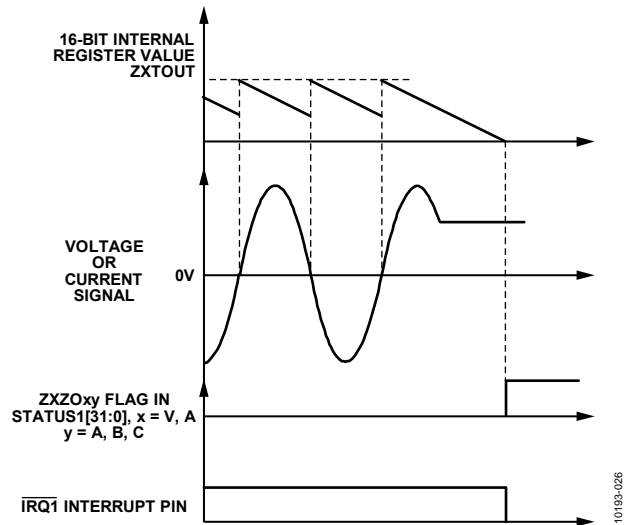 16-BIT INTERNAL
REGISTER VALUE
ZXTOUT
VOLTAGE
OR
CURRENT
SIGNAL
0V
ZXZOxy FLAG IN
STATUS1[31:0], x = V, A
y = A, B, C
IRQ1 INTERRUPT PIN
10193-026